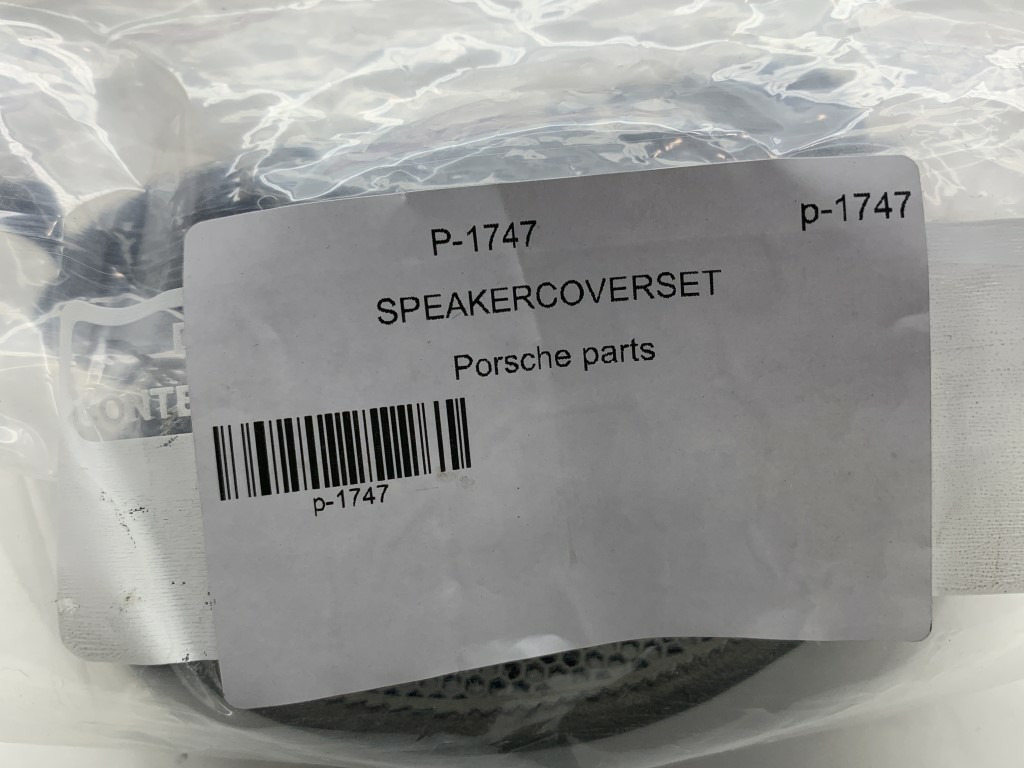 P-1747
p-1747
SPEAKERCOVERSET
Porsche parts
p-1747